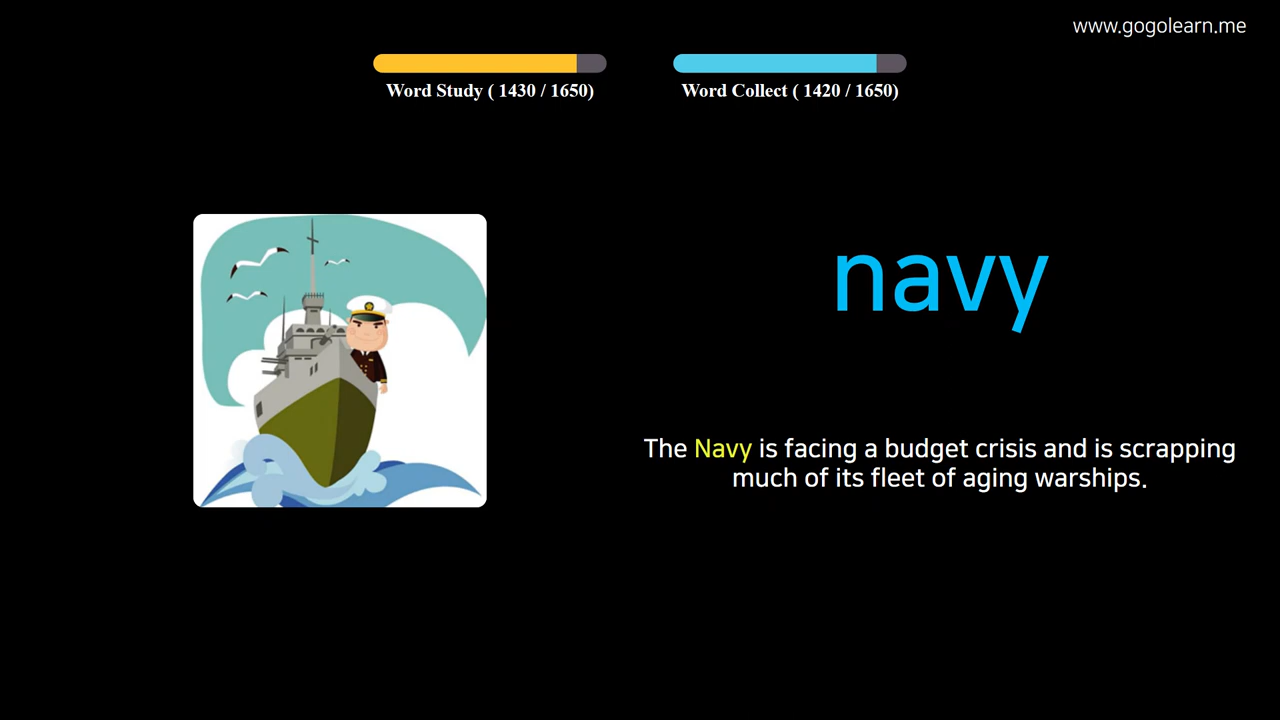 www.gogolearn.me
Word Study ( 1430 / 1650)
Word Collect ( 1420 / 1650)
navy
The Navy is facing a budget crisis and is scrapping
much of its fleet of aging warships.